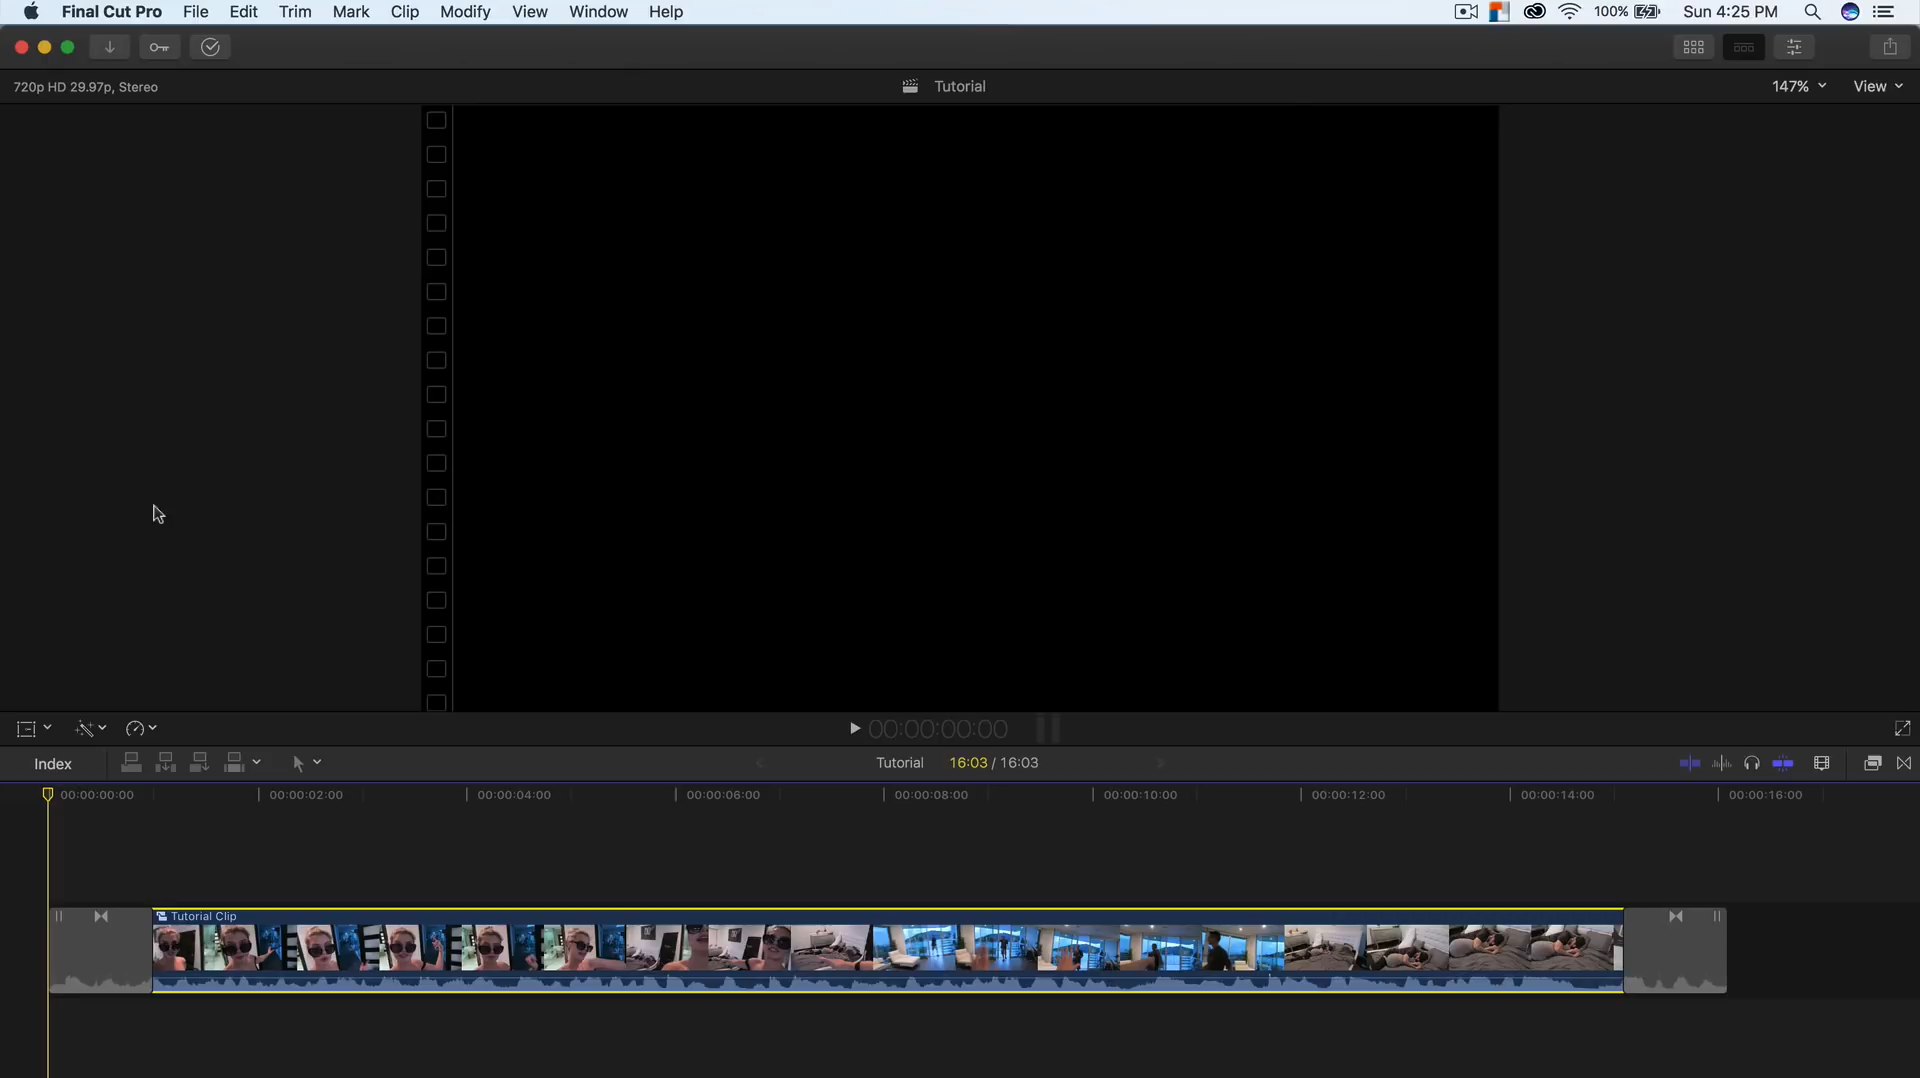 Final Cut Pro File Edit Trim Mark Clip Modify View Window Help 100% Sun 4:25 PM
720p HD 29.97p, Stereo Tutorial 147% View
00:00:00:00
Index Tutorial 16:03 / 16:03
00:00:00:00 00:00:02:00 00:00:04:00 00:00:06:00 00:00:08:00 00:00:10:00 00:00:12:00 00:00:14:00 00:00:16:00
Tutorial Clip